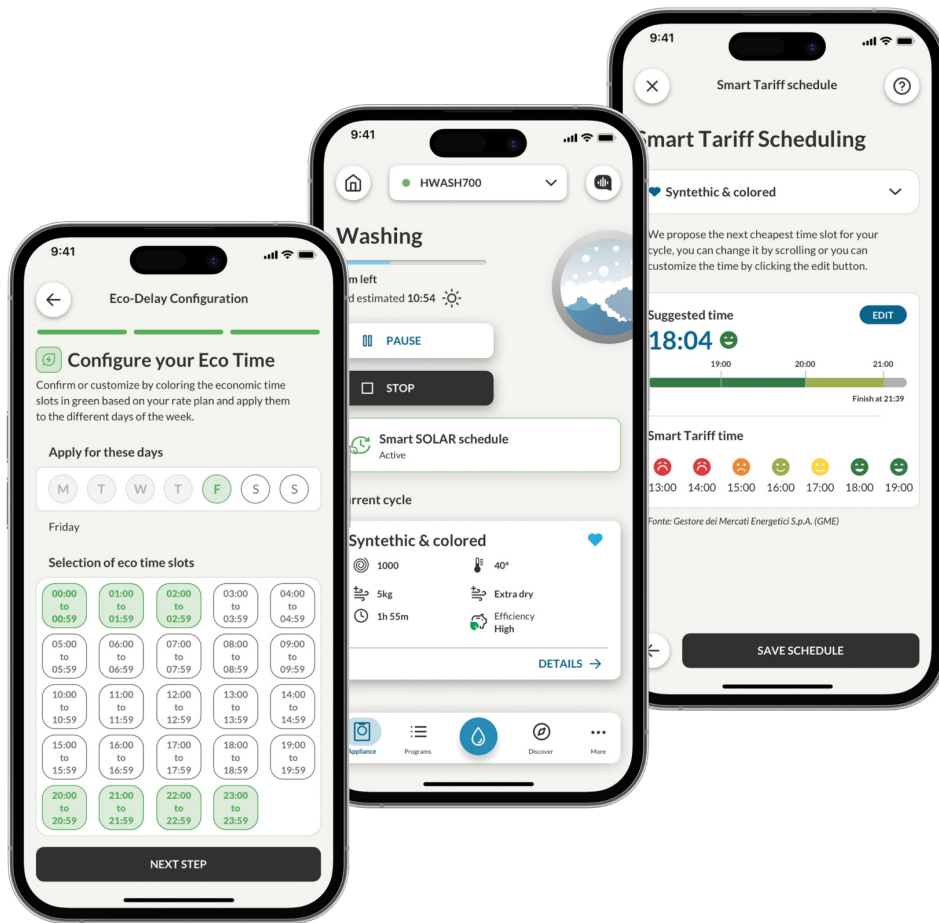 9:41
Eco-Delay Configuration
Configure your Eco Time
Confirm or customize by coloring the economic time
slots in green based on your rate plan and apply them
to the different days of the week.
Apply for these days
M T W T F S S
Friday
Selection of eco time slots
00:00 01:00 02:00 03:00 04:00
to to to to to
00:59 01:59 02:59 03:59 04:59
05:00 06:00 07:00 08:00 09:00
to to to to to
05:59 06:59 07:59 08:59 09:59
10:00 11:00 12:00 13:00 14:00
to to to to to
10:59 11:59 12:59 13:59 14:59
15:00 16:00 17:00 18:00 19:00
to to to to to
15:59 16:59 17:59 18:59 19:59
20:00 21:00 22:00 23:00
to to to to
20:59 21:59 22:59 23:59
NEXT STEP
9:41
HWASH700
Washing
left
estimated 10:54
PAUSE
STOP
Smart SOLAR schedule
Active
cycle
Syntethic & colored
1000 40°
5kg Extra dry
1h 55m Efficiency
High
DETAILS
Appliance Programs Discover More
9:41
Smart Tariff schedule
Smart Tariff Scheduling
Syntethic & colored
We propose the next cheapest time slot for your
cycle, you can change it by scrolling or you can
customize the time by clicking the edit button.
Suggested time EDIT
18:04
19:00 20:00 21:00
Finish at 21:39
Smart Tariff time
13:00 14:00 15:00 16:00 17:00 18:00 19:00
Fonte: Gestore dei Mercati Energetici S.p.A. (GME)
SAVE SCHEDULE